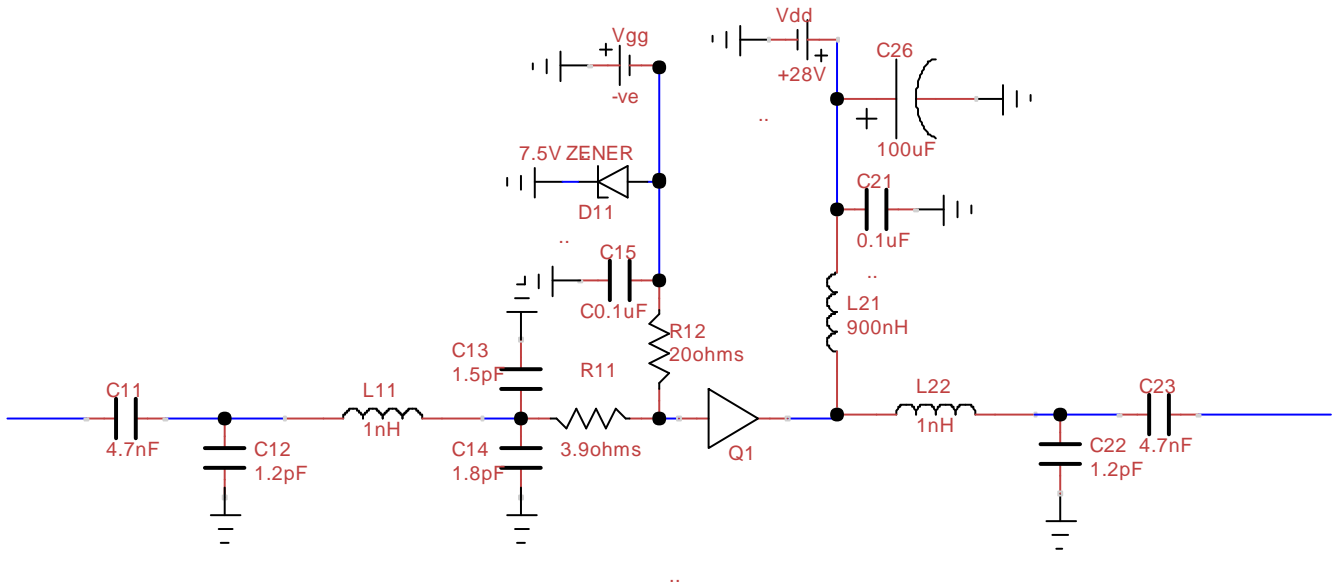 Vdd
Vgg
+
C26
+
+28V
-ve
..
+
100uF
7.5V ZENER
C21
D11
0.1uF
..
C15
..
C0.1uF
L21
900nH
R12
20ohms
C13
1.5pF
R11
C11
L11
L22
C23
1nH
1nH
4.7nF
C12
1.2pF
C14
1.8pF
3.9ohms
Q1
C22
1.2pF
4.7nF
..